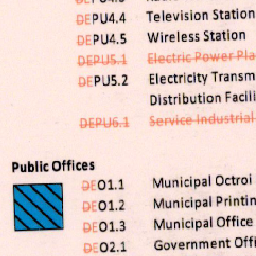 DEPU4.4 Television Station
DEPU4.5 Wireless Station
DEPU5.1 Electric Power Pla
DEPU5.2 Electricity Transm
Distribution Facili
DEPU6.1 Service Industrial
Public Offices
DEO1.1 Municipal Octroi
DEO1.2 Municipal Printin
DEO1.3 Municipal Office
DEO2.1 Government Offi